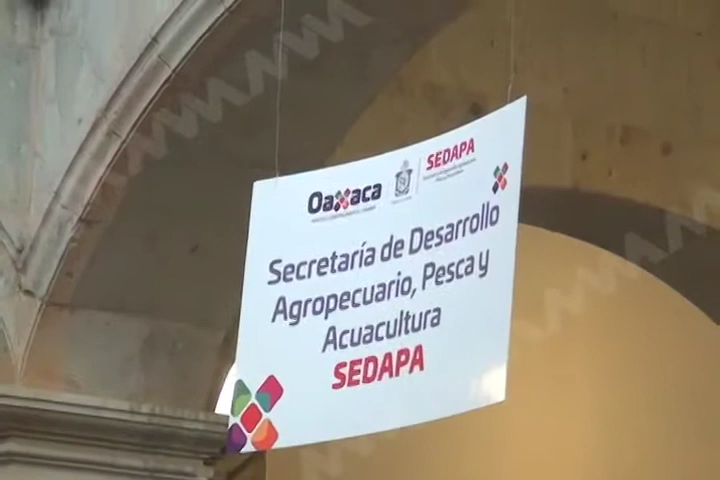 Oaxaca
SEDAPA
Secretaría de Desarrollo
Agropecuario, Pesca y
Acuacultura
SEDAPA